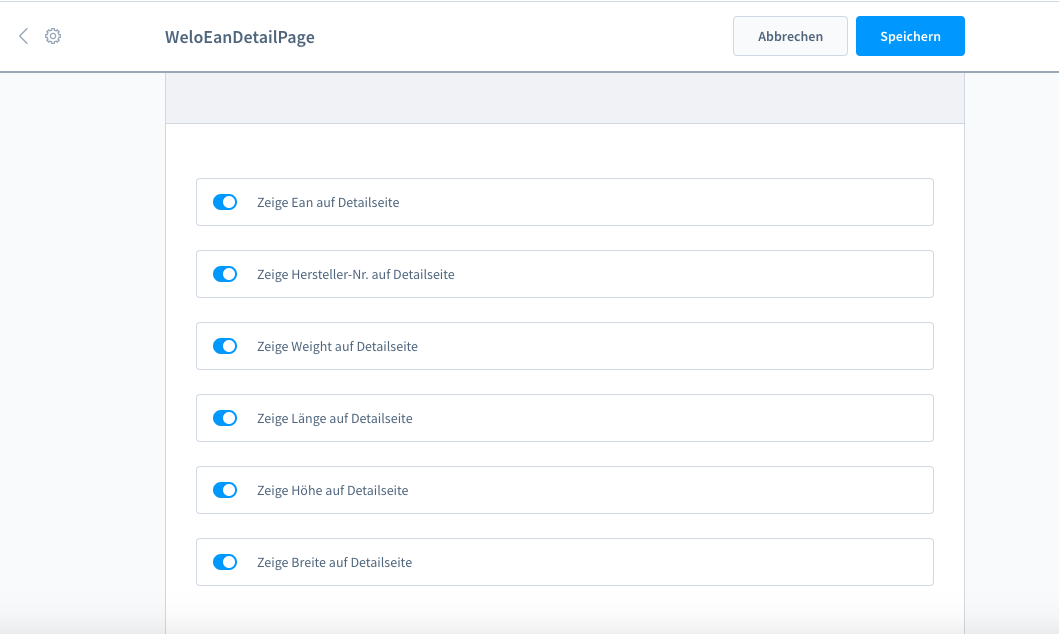 WeloEanDetailPage
Abbrechen
Speichern
Zeige Ean auf Detailseite
Zeige Hersteller-Nr. auf Detailseite
Zeige Weight auf Detailseite
Zeige Länge auf Detailseite
Zeige Höhe auf Detailseite
Zeige Breite auf Detailseite